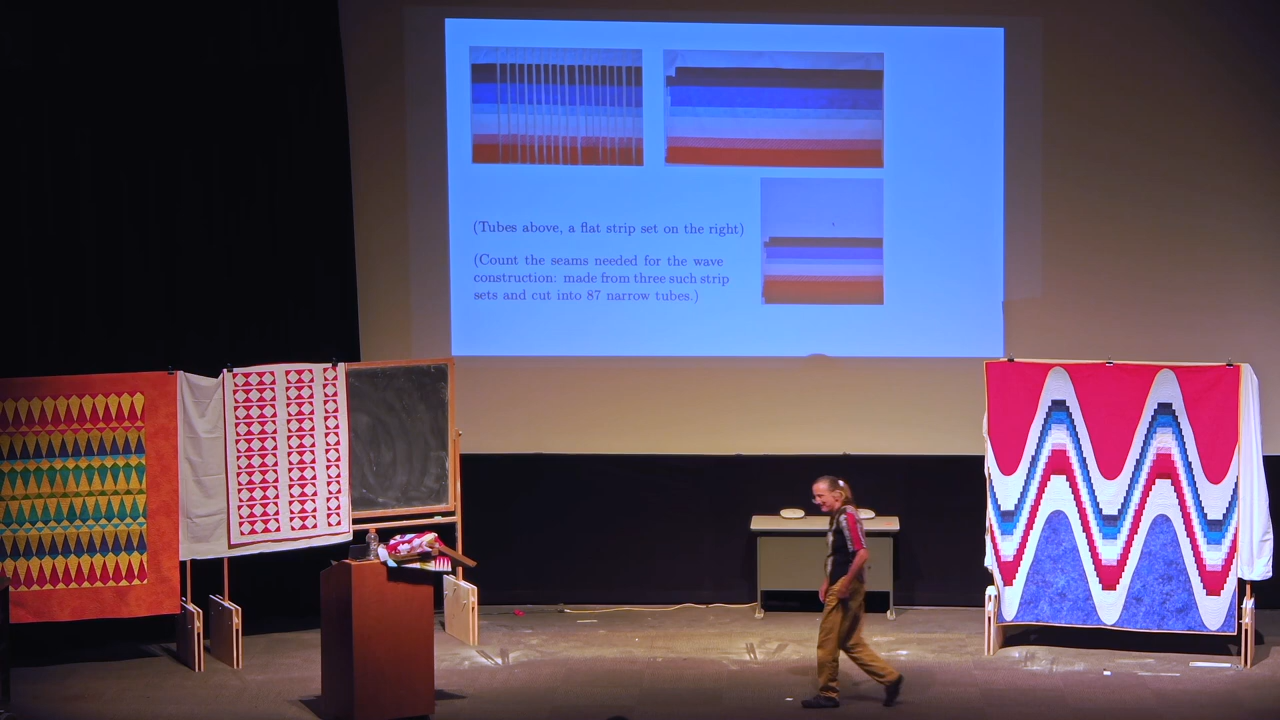 (Tubes above, a flat strip set on the right)
(Count the seams needed for the wave
construction: made from three such strip
sets and cut into 87 narrow tubes.)